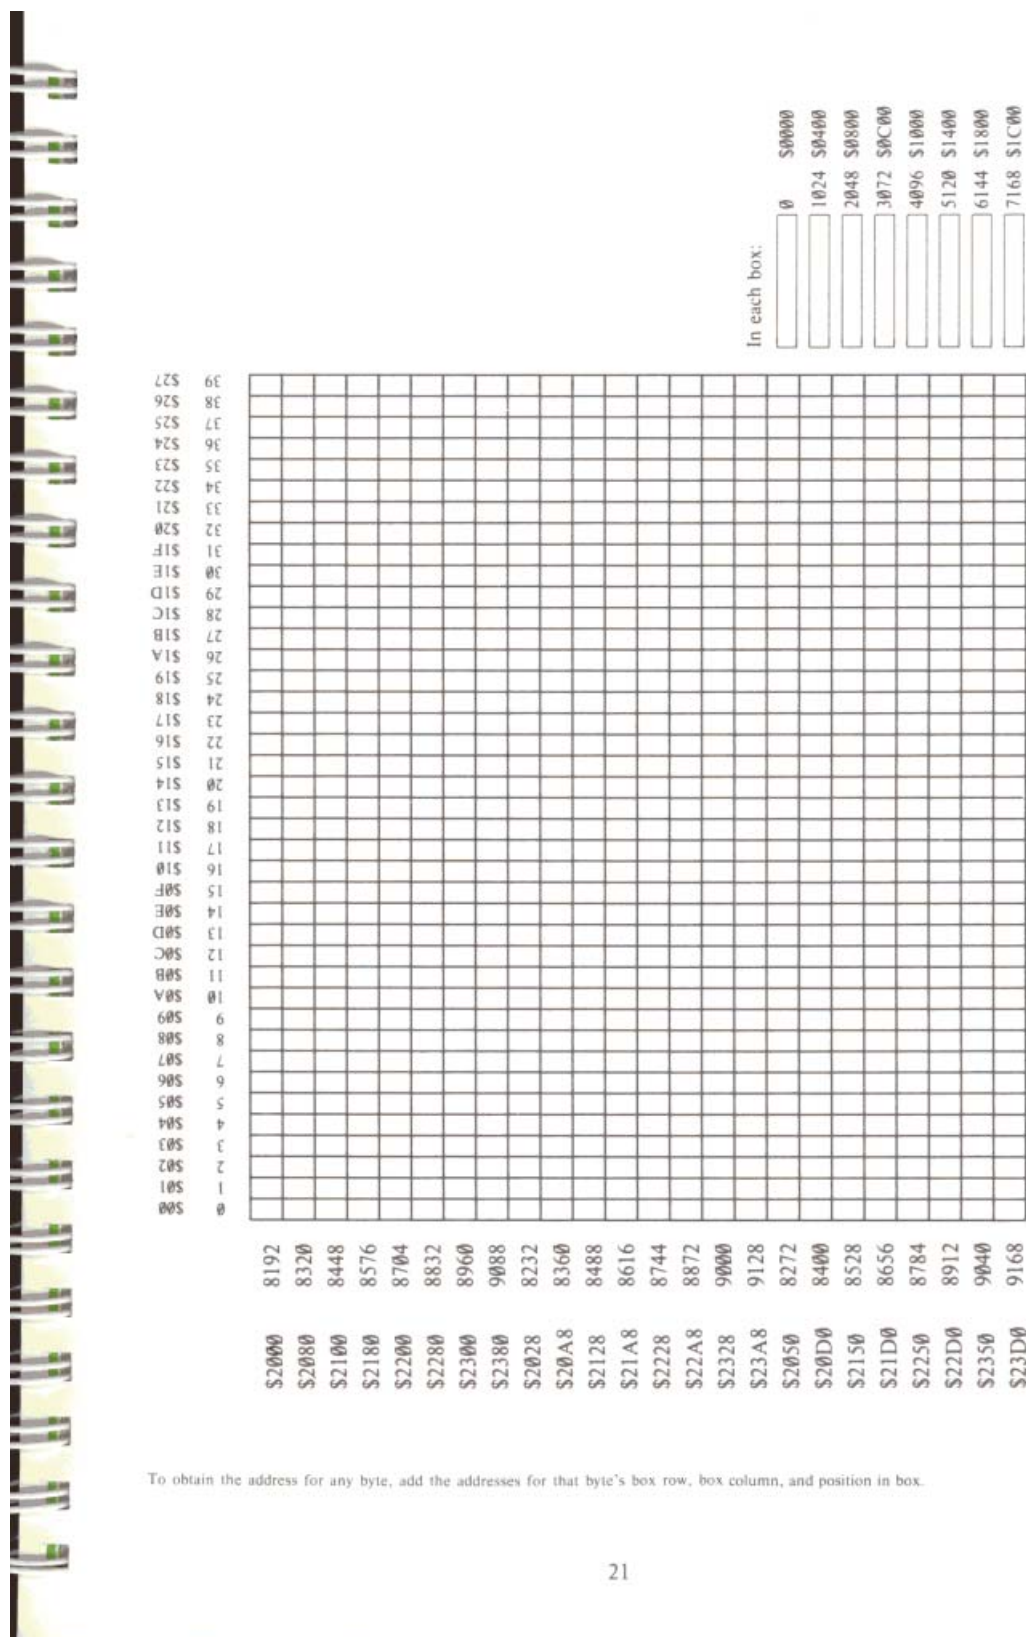 In each box:
0 $0000
1024 $0400
2048 $0800
3072 $0C00
4096 $1000
5120 $1400
6144 $1800
7168 $1C00
$27 39
$26 38
$25 37
$24 36
$23 35
$22 34
$21 33
$20 32
$1F 31
$1E 30
$1D 29
$1C 28
$1B 27
$1A 26
$19 25
$18 24
$17 23
$16 22
$15 21
$14 20
$13 19
$12 18
$11 17
$10 16
$0F 15
$0E 14
$0D 13
$0C 12
$0B 11
$0A 10
$09 9
$08 8
$07 7
$06 6
$05 5
$04 4
$03 3
$02 2
$01 1
$00 0
$2000 8192
$2080 8320
$2100 8448
$2180 8576
$2200 8704
$2280 8832
$2300 8960
$2380 9088
$2028 8232
$20A8 8360
$2128 8488
$21A8 8616
$2228 8744
$22A8 8872
$2328 9000
$23A8 9128
$2050 8272
$20D0 8400
$2150 8528
$21D0 8656
$2250 8784
$22D0 8912
$2350 9040
$23D0 9168
To obtain the address for any byte, add the addresses for that byte's box row, box column, and position in box.
21